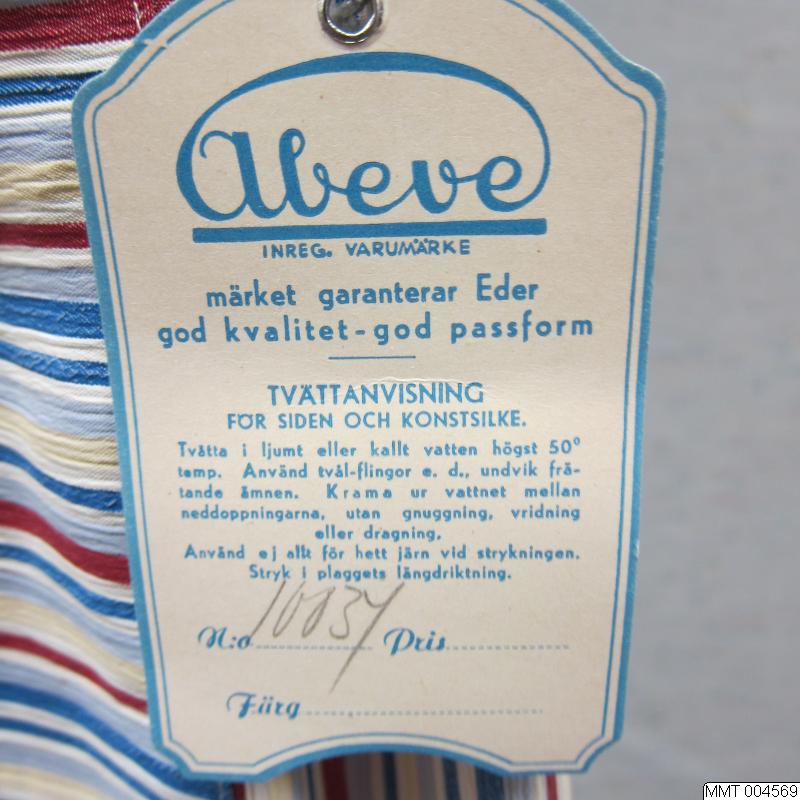 Abeve
INREG. VARUMÄRKE
märket garanterar Eder
god kvalitet-god passform
TVÄTTANVISNING
FÖR SIDEN OCH KONSTSILKE.
Tvätta i ljumt eller kallt vatten högst 50°
temp. Använd tvål-flingor e. d., undvik frä-
tande ämnen. Krama ur vattnet mellan
neddoppningarna, utan gnuggning, vridning
eller dragning.
Använd ej allt för hett järn vid strykningen.
Stryk i plaggets längdriktning.
N:o 10037 Pris
Färg
MMT 004569